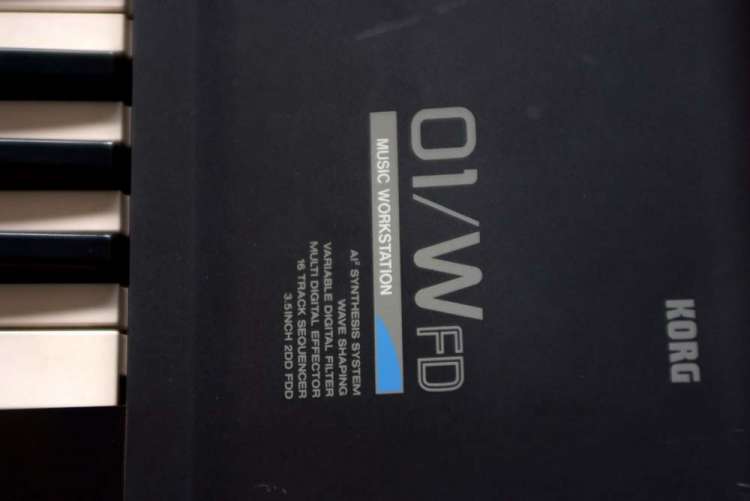 KORG
01/W FD
MUSIC WORKSTATION
AI² SYNTHESIS SYSTEM
WAVE SHAPING
VARIABLE DIGITAL FILTER
MULTI DIGITAL EFFECTOR
16 TRACK SEQUENCER
3.5INCH 2DD FDD